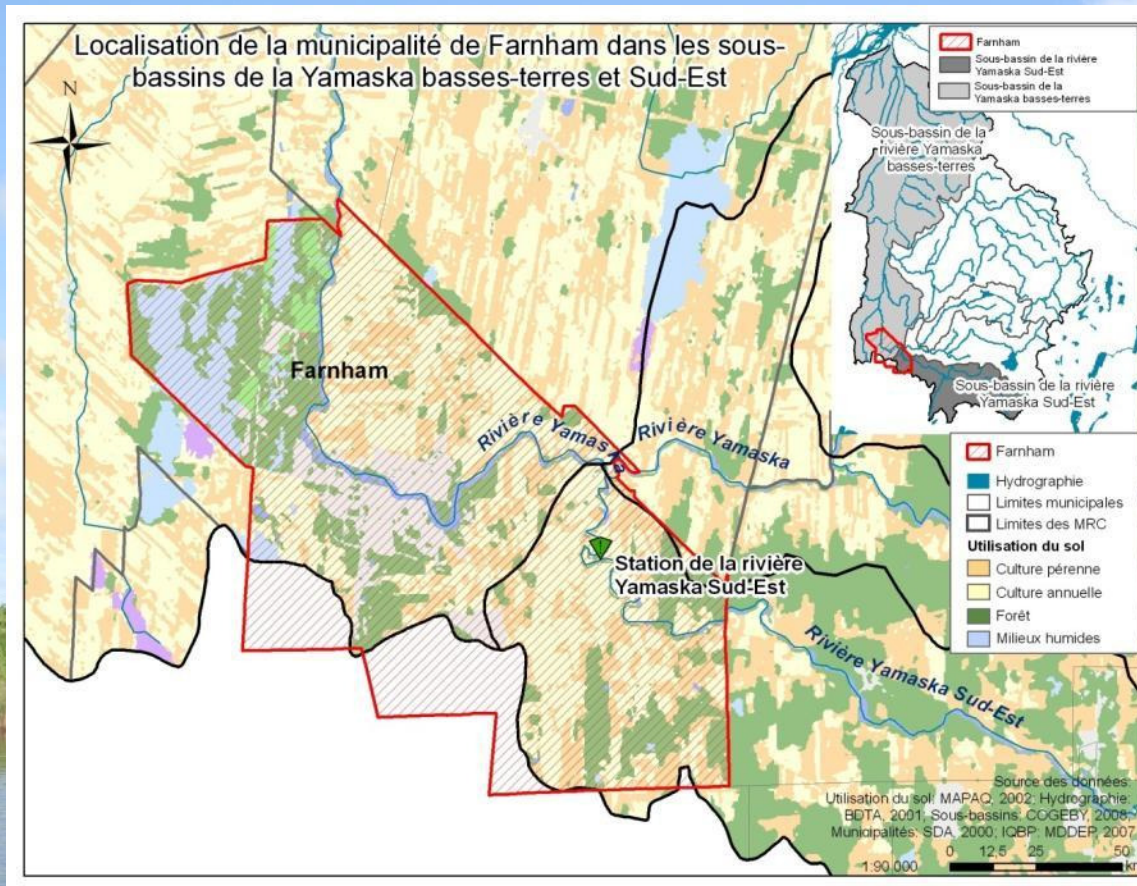 Localisation de la municipalité de Farnham dans les sous-
bassins de la Yamaska basses-terres et Sud-Est
N
Farnham
Sous-bassin de la rivière
Yamaska Sud-Est
Sous-bassin de la
Yamaska basses-terres
Sous-bassin de la
rivière Yamaska
basses-terres
Sous-bassin de la rivière
Yamaska Sud-Est
Farnham
Rivière Yamaska
Rivière Yamaska
Station de la rivière
Yamaska Sud-Est
Rivière Yamaska Sud-Est
Farnham
Hydrographie
Limites municipales
Limites des MRC
Utilisation du sol
Culture pérenne
Culture annuelle
Forêt
Milieux humides
Source des données:
Utilisation du sol: MAPAQ, 2002; Hydrographie:
BDTA, 2001; Sous-bassins: COGEBY, 2008;
Municipalités: SDA, 2000; IQBP: MDDEP, 2007
1:90 000
0 12,5 25 50
km